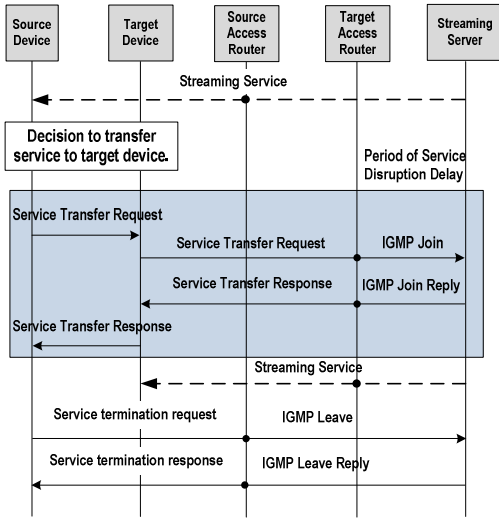 Source
Device
Target
Device
Source
Access
Router
Target
Access
Router
Streaming
Server
Streaming Service
Decision to transfer
service to target device.
Period of Service
Disruption Delay
Service Transfer Request
Service Transfer Request
IGMP Join
Service Transfer Response
IGMP Join Reply
Service Transfer Response
Streaming Service
Service termination request
IGMP Leave
Service termination response
IGMP Leave Reply